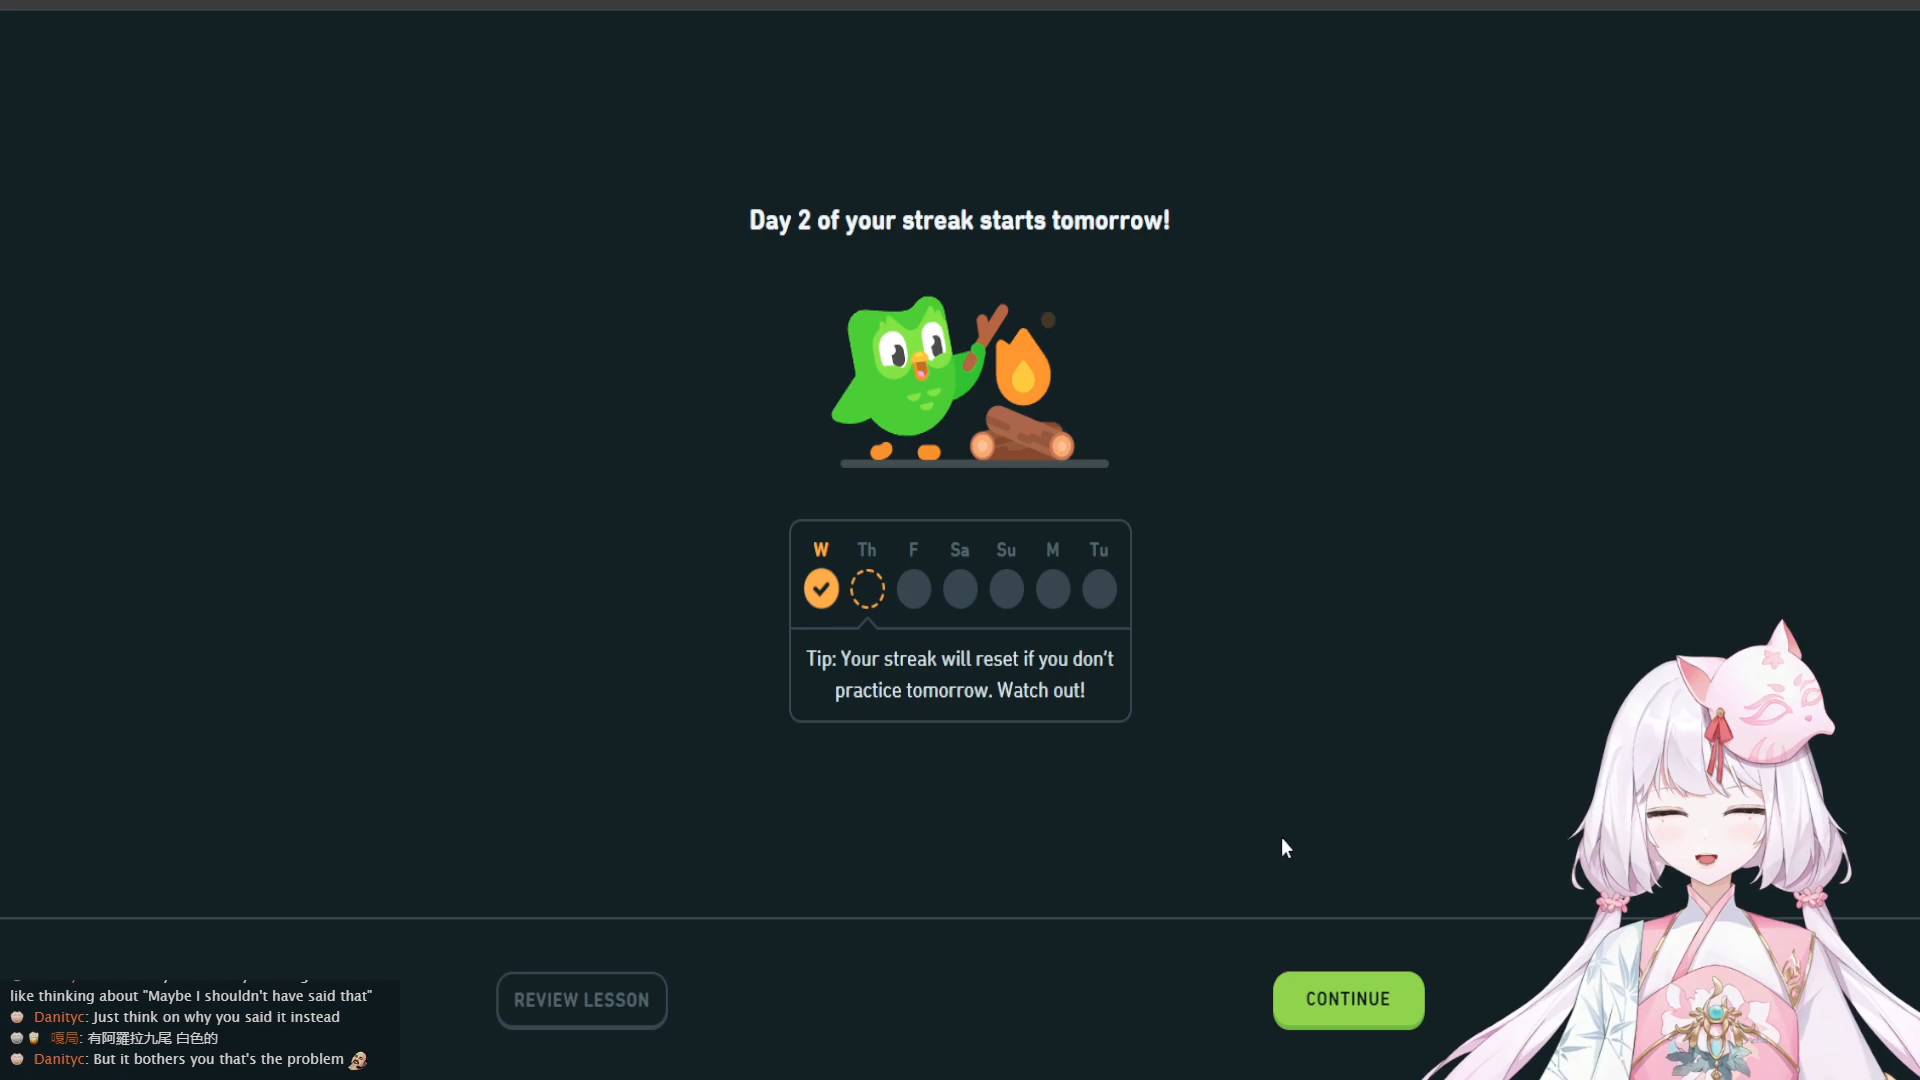 Day 2 of your streak starts tomorrow!
W Th F Sa Su M Tu
Tip: Your streak will reset if you don't
practice tomorrow. Watch out!
REVIEW LESSON
CONTINUE
like thinking about "Maybe I shouldn't have said that"
Danityc: Just think on why you said it instead
嘎局: 有阿羅拉九尾 白色的
Danityc: But it bothers you that's the problem